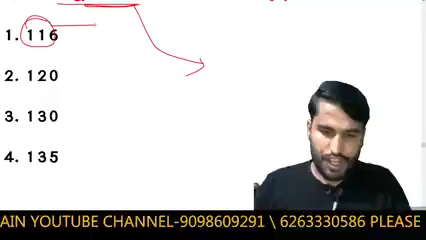 1. 116
2. 120
3. 130
4. 135
AIN YOUTUBE CHANNEL-9098609291 \ 6263330586 PLEASE